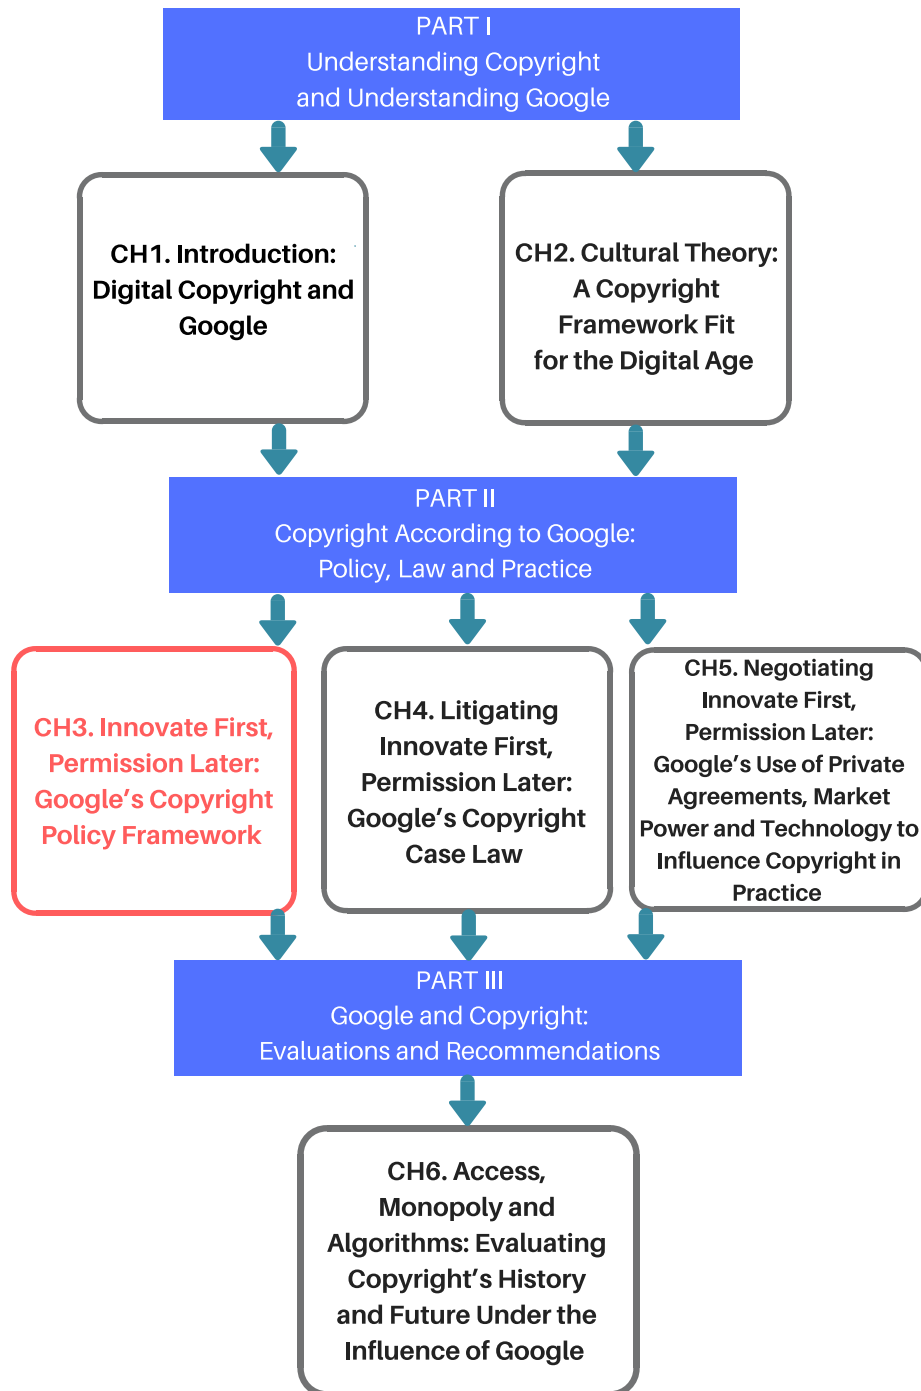 PART I
Understanding Copyright
and Understanding Google
CH1. Introduction:
Digital Copyright and
Google
CH2. Cultural Theory:
A Copyright
Framework Fit
for the Digital Age
PART II
Copyright According to Google:
Policy, Law and Practice
CH3. Innovate First,
Permission Later:
Google's Copyright
Policy Framework
CH4. Litigating
Innovate First,
Permission Later:
Google's Copyright
Case Law
CH5. Negotiating
Innovate First,
Permission Later:
Google's Use of Private
Agreements, Market
Power and Technology to
Influence Copyright in
Practice
PART III
Google and Copyright:
Evaluations and Recommendations
CH6. Access,
Monopoly and
Algorithms: Evaluating
Copyright's History
and Future Under the
Influence of Google